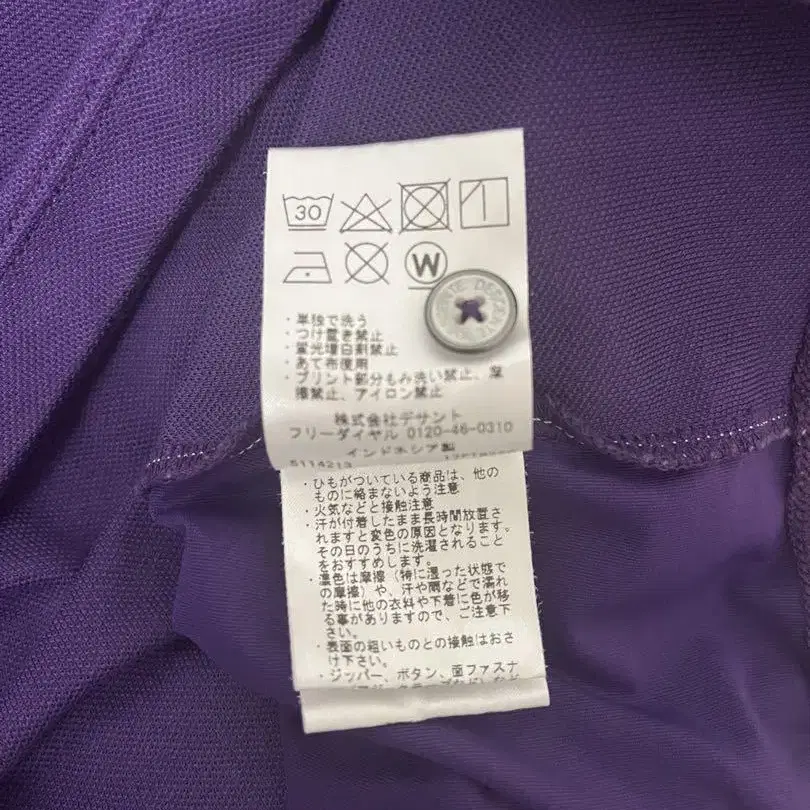 30
W
DESCENTE
・単独で洗う
・つけ置き禁止
・蛍光増白剤禁止
・あて布使用
・プリント部分もみ洗い禁止、摩
擦禁止、アイロン禁止
株式会社デサント
フリーダイヤル 0120-46-0310
インドネシア製
5114213
・ひもがついている商品は、他の
ものに絡まないよう注意
・火気などと接触注意
・汗が付着したまま長時間放置さ
れますと変色の原因となります。
その日のうちに洗濯されること
をおすすめします。
・濃色は摩擦(特に湿った状態で
の摩擦)や、汗や雨などで濡れ
た時に他の衣料や下着に色が移
る事がありますので、ご注意下
さい。
・表面の粗いものとの接触はおさ
け下さい。
・ジッパー、ボタン、面ファスナ